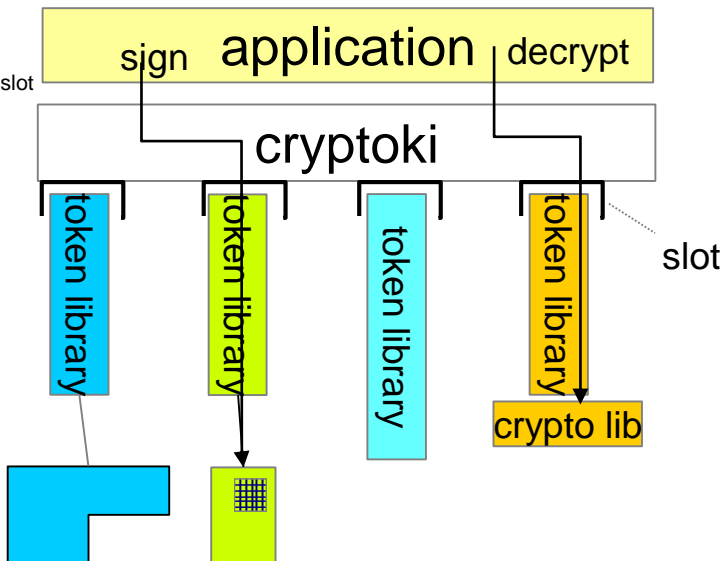 sign application decrypt
slot
cryptoki
token library
token library
token library
token library
slot
crypto lib